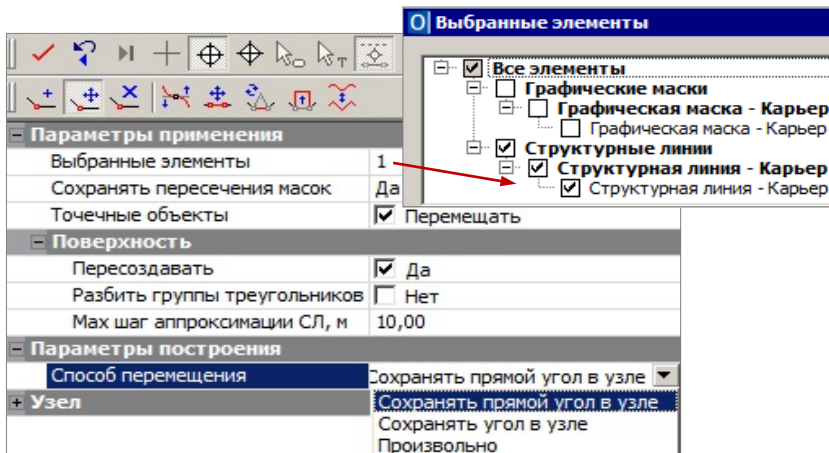 Выбранные элементы
Все элементы
Графические маски
Графическая маска - Карьер
Графическая маска - Карьер
Структурные линии
Структурная линия - Карьер
Структурная линия - Карьер
Параметры применения
Выбранные элементы 1
Сохранять пересечения масок Да
Точечные объекты Перемещать
Поверхность
Пересоздавать Да
Разбить группы треугольников Нет
Мах шаг аппроксимации СЛ, м 10,00
Параметры построения
Способ перемещения Сохранять прямой угол в узле
Узел
Сохранять прямой угол в узле
Сохранять угол в узле
Произвольно